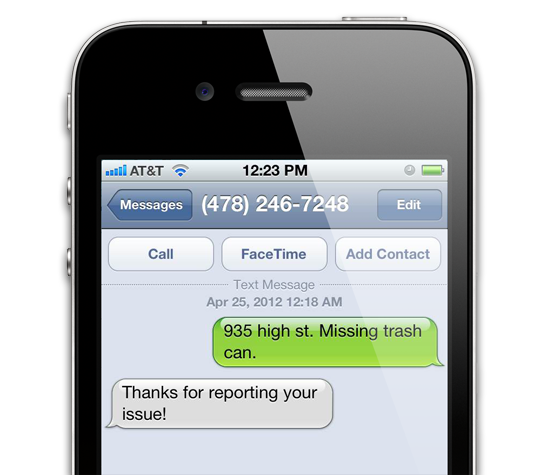 AT&T 12:23 PM
Messages (478) 246-7248 Edit
Call FaceTime Add Contact
Text Message
Apr 25, 2012 12:18 AM
935 high st. Missing trash
can.
Thanks for reporting your
issue!